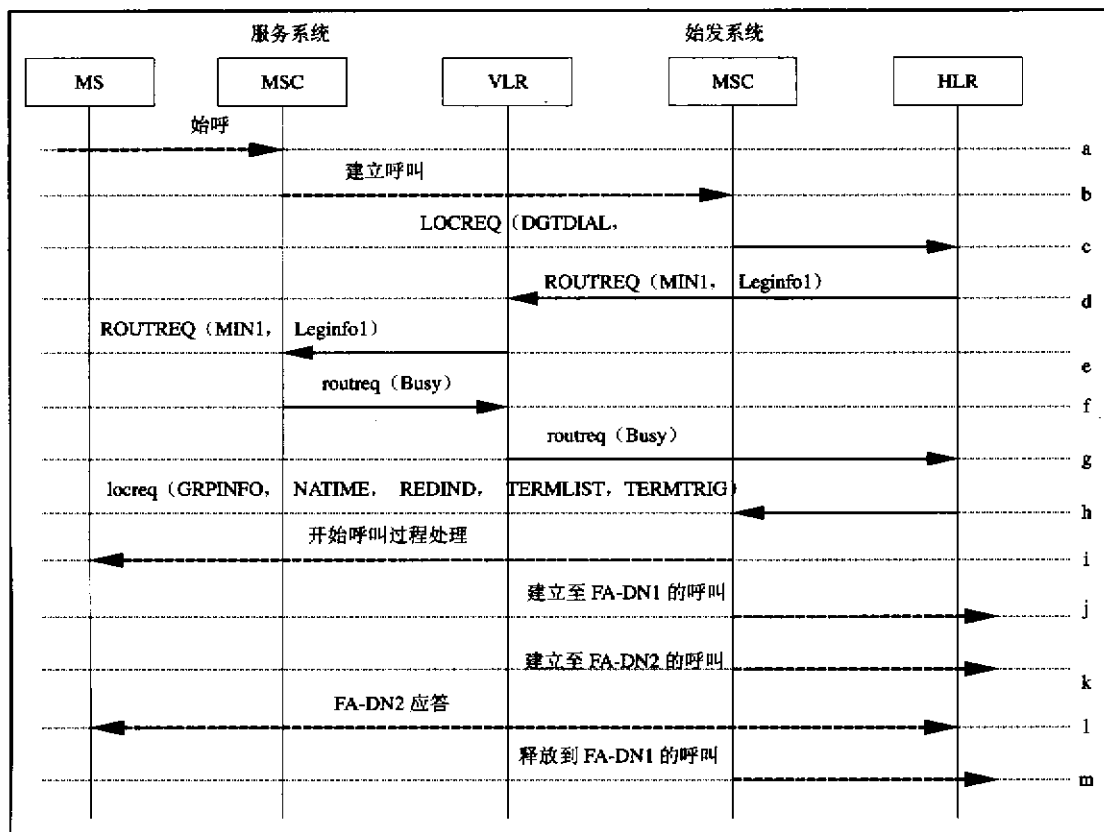 服务系统 始发系统
MS MSC VLR MSC HLR
始呼
a
建立呼叫
b
LOCREQ（DGTDIAL，
c
ROUTREQ（MIN1， Leginfo1）
d
ROUTREQ（MIN1， Leginfo1）
e
routreq（Busy）
f
routreq（Busy）
g
locreq（GRPINFO， NATIME， REDIND， TERMLIST，TERMTRIG）
h
开始呼叫过程处理
i
建立至 FA-DN1 的呼叫
j
建立至 FA-DN2 的呼叫
k
FA-DN2 应答
l
释放到 FA-DN1 的呼叫
m